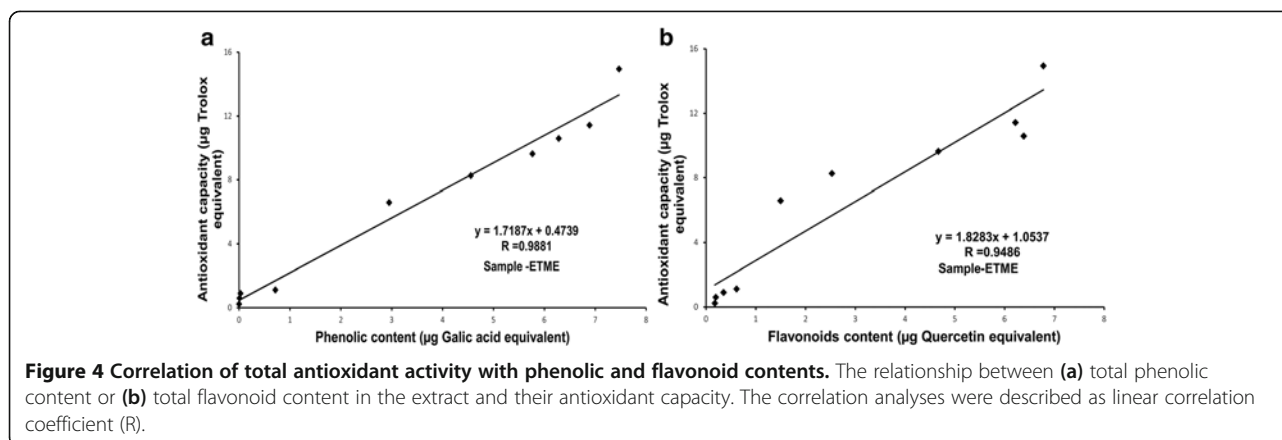 a
16
12
8
4
0
Antioxidant capacity (µg Trolox
equivalent)
y = 1.7187x + 0.4739
R =0.9881
Sample -ETME
0 1 2 3 4 5 6 7 8
Phenolic content (µg Galic acid equivalent)
b
16
12
8
4
0
Antioxidant capacity (µg Trolox
equivalent)
y = 1.8283x + 1.0537
R =0.9486
Sample-ETME
0 1 2 3 4 5 6 7 8
Flavonoids content (µg Quercetin equivalent)
Figure 4 Correlation of total antioxidant activity with phenolic and flavonoid contents. The relationship between (a) total phenolic
content or (b) total flavonoid content in the extract and their antioxidant capacity. The correlation analyses were described as linear correlation
coefficient (R).